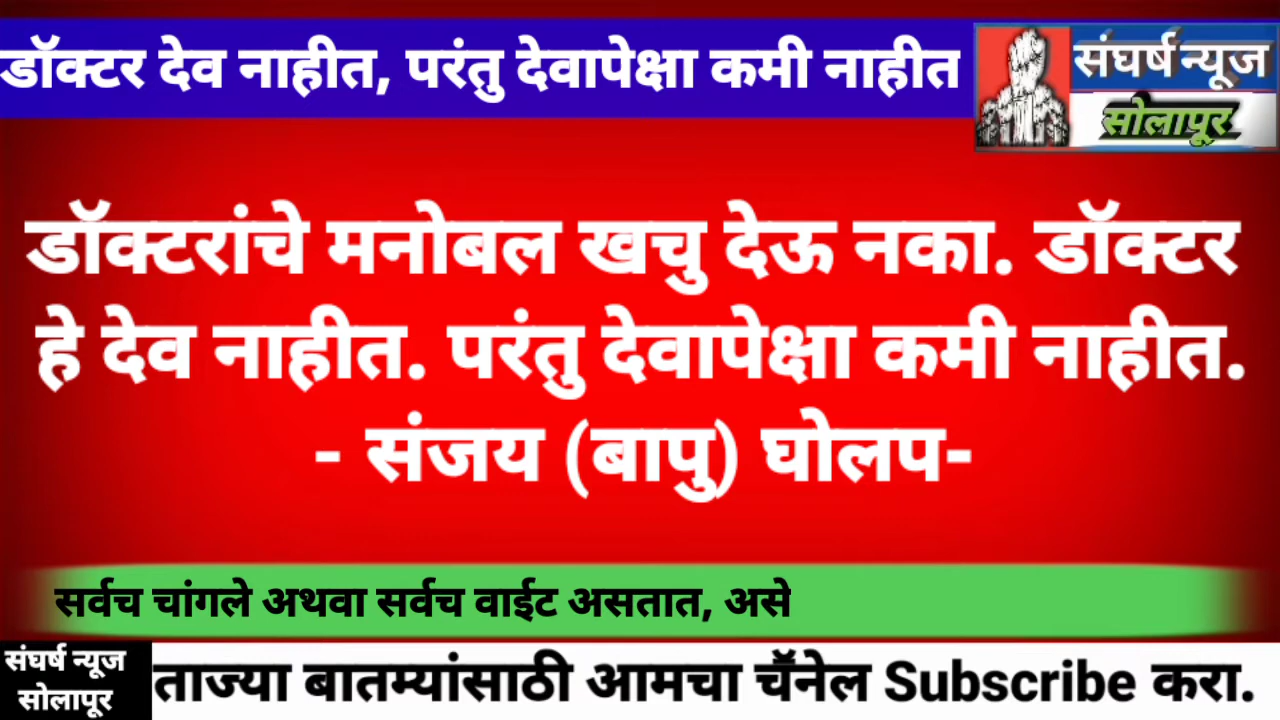 डॉक्टर देव नाहीत, परंतु देवापेक्षा कमी नाहीत
संघर्ष न्यूज
सोलापूर
डॉक्टरांचे मनोबल खचु देऊ नका. डॉक्टर
हे देव नाहीत. परंतु देवापेक्षा कमी नाहीत.
- संजय (बापु) घोलप-
सर्वच चांगले अथवा सर्वच वाईट असतात, असे
संघर्ष न्यूज
सोलापूर
ताज्या बातम्यांसाठी आमचा चॅनेल Subscribe करा.